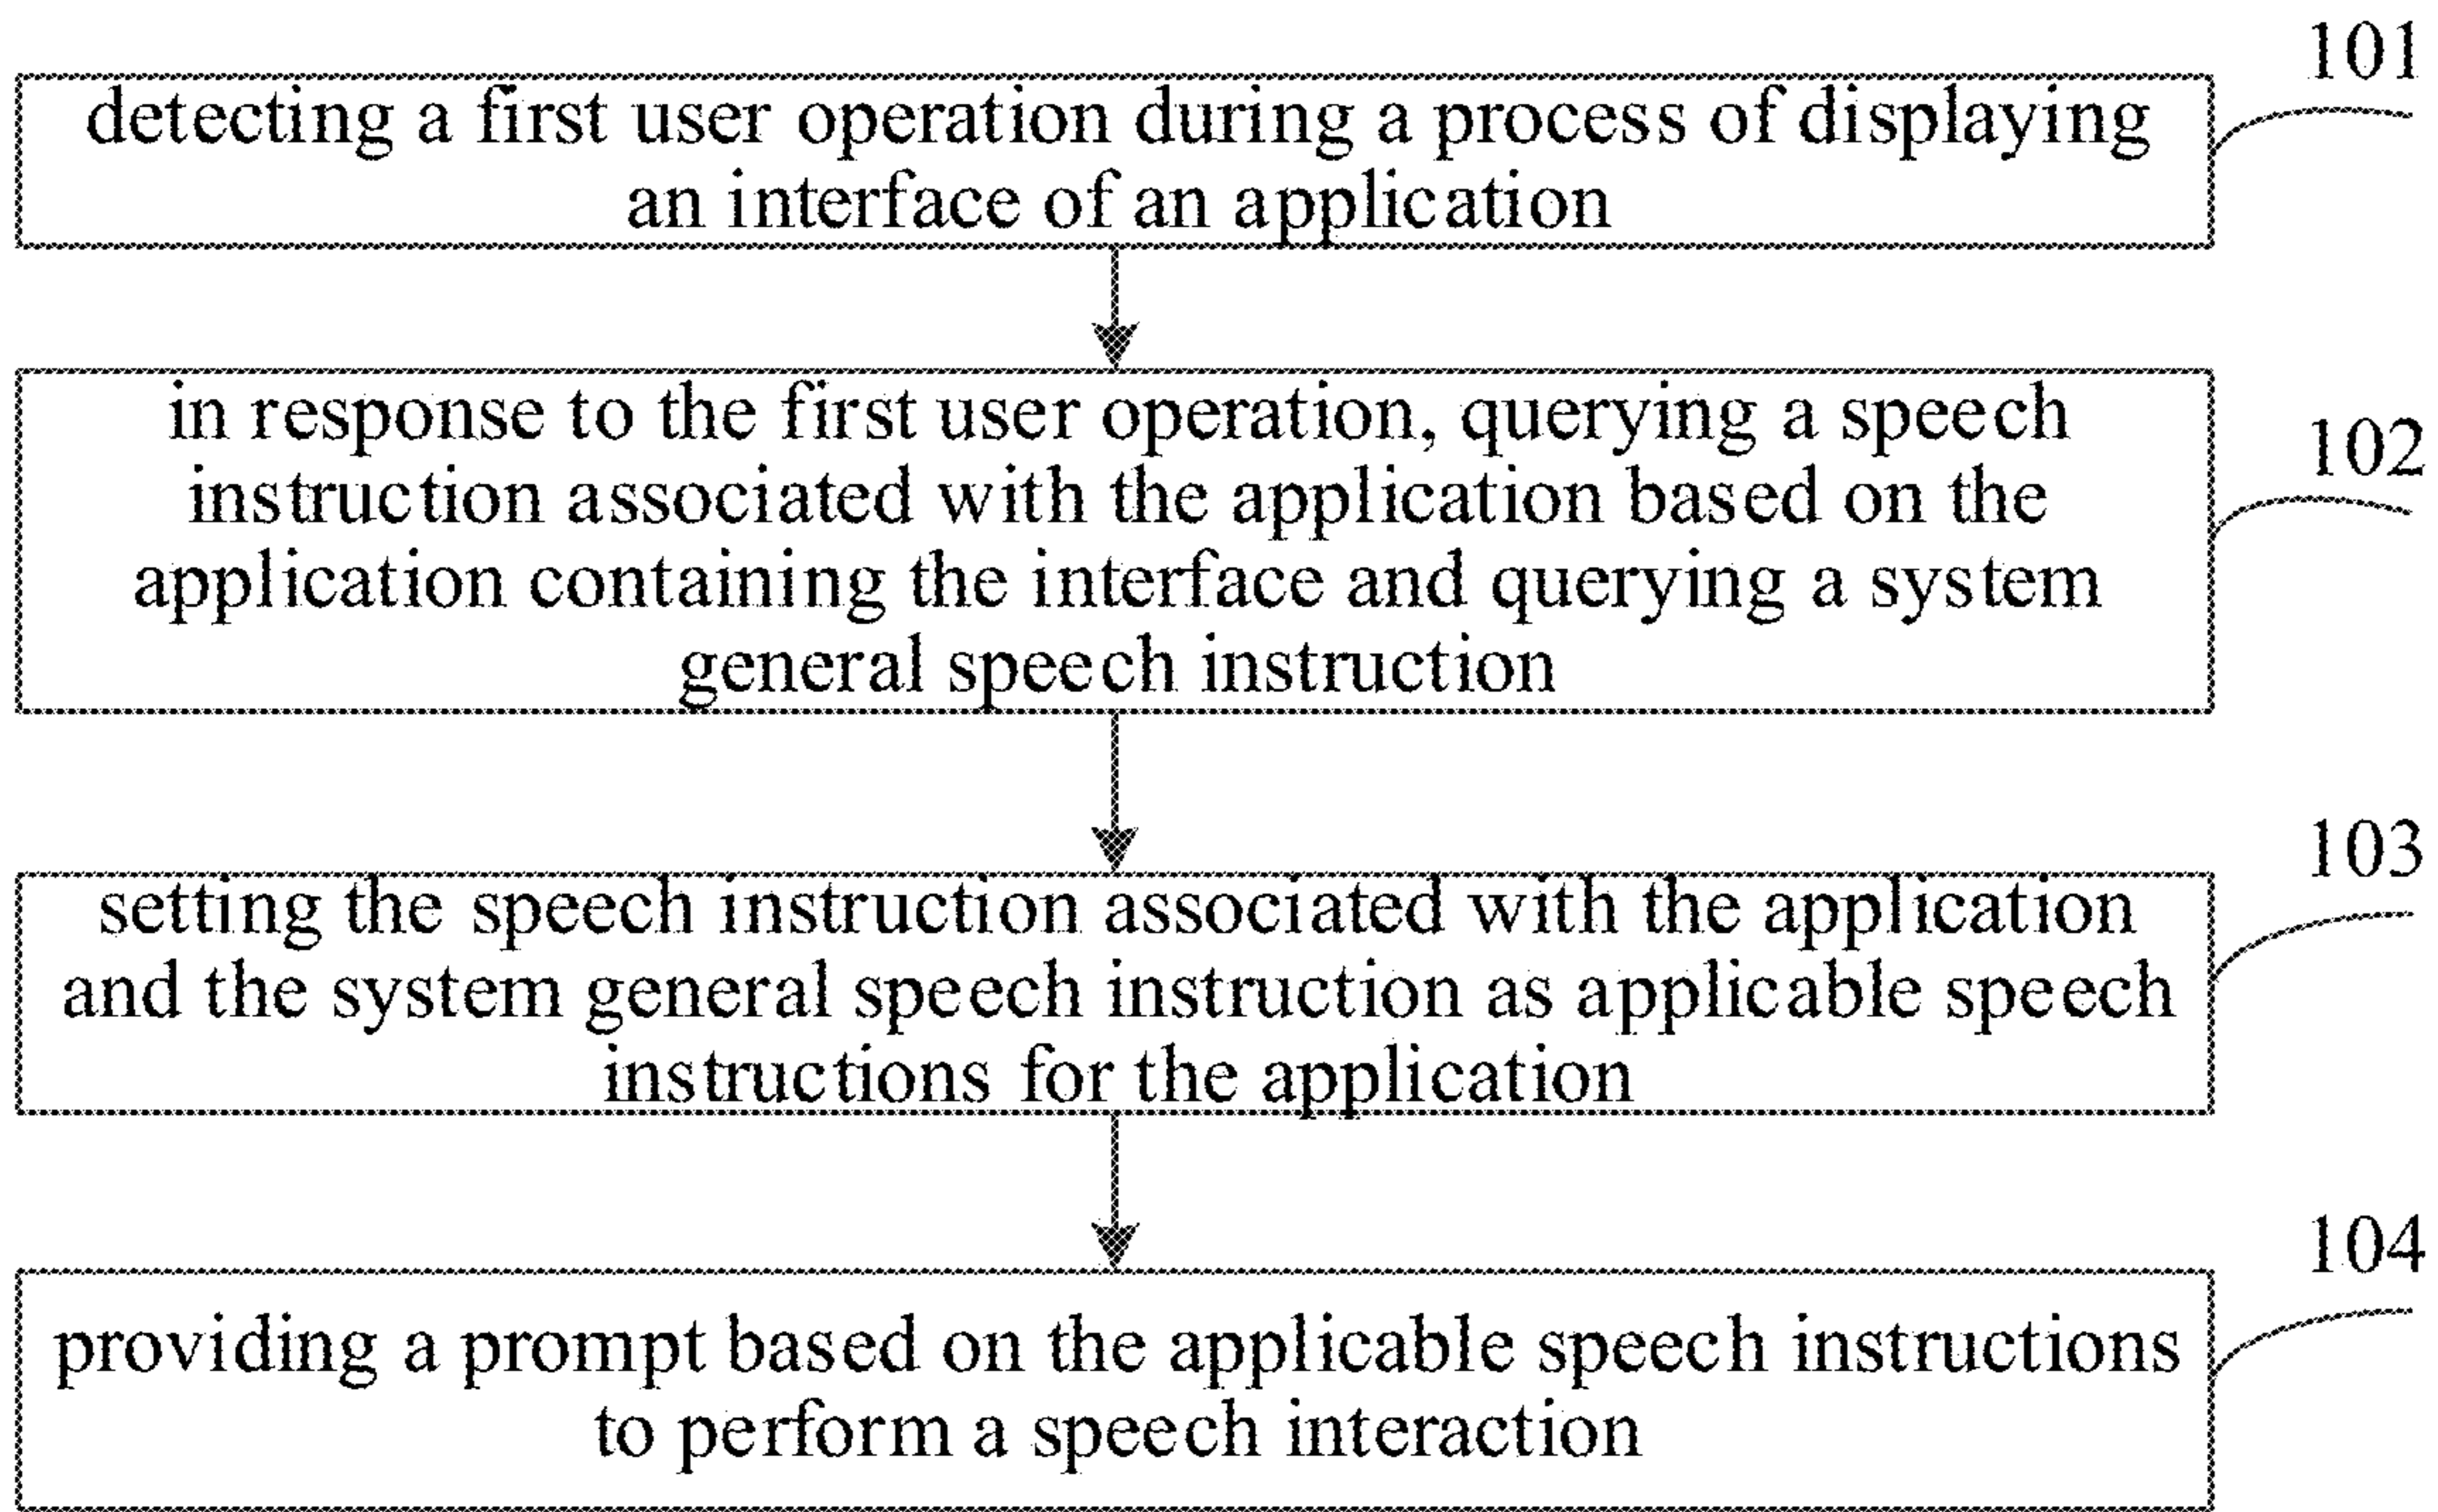 101
detecting a first user operation during a process of displaying
an interface of an application
in response to the first user operation, querying a speech
102
instruction associated with the application based on the
application containing the interface and querying a system
general speech instruction
103
setting the speech instruction associated with the application
and the system general speech instruction as applicable speech
instructions for the application
104
providing a prompt based on the applicable speech instructions
to perform a speech interaction